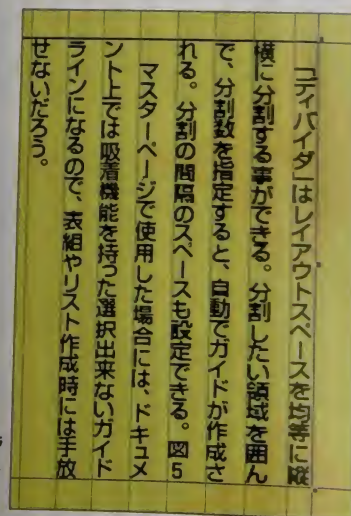 「ディバイダ」はレイアウトスペースを均等に縦
横に分割する事ができる。分割したい領域を囲ん
で、分割数を指定すると、自動でガイドが作成さ
れる。分割の間隔のスペースも設定できる。図5
マスターページで使用した場合には、ドキュメ
ント上では吸着機能を持った選択出来ないガイド
ラインになるので、表組やリスト作成時には手放
せないだろう。